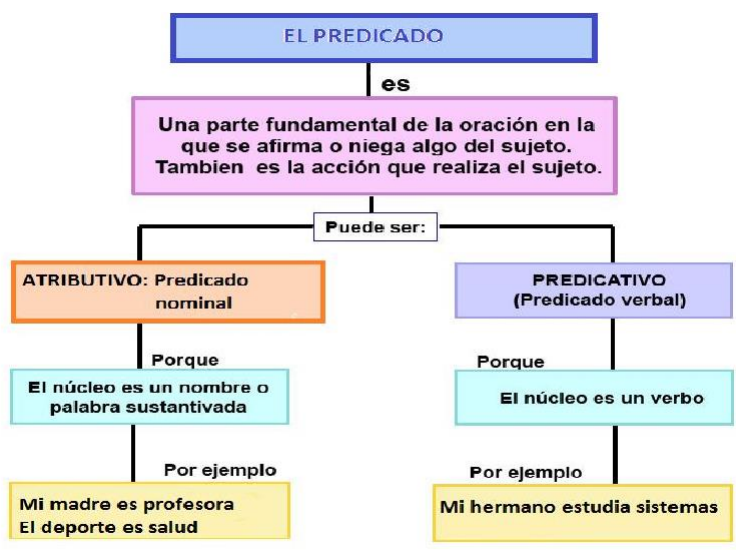 EL PREDICADO
es
Una parte fundamental de la oración en la
que se afirma o niega algo del sujeto.
Tambien es la acción que realiza el sujeto.
Puede ser:
ATRIBUTIVO: Predicado
nominal
Porque
El núcleo es un nombre o
palabra sustantivada
Por ejemplo
Mi madre es profesora
El deporte es salud
PREDICATIVO
(Predicado verbal)
Porque
El núcleo es un verbo
Por ejemplo
Mi hermano estudia sistemas